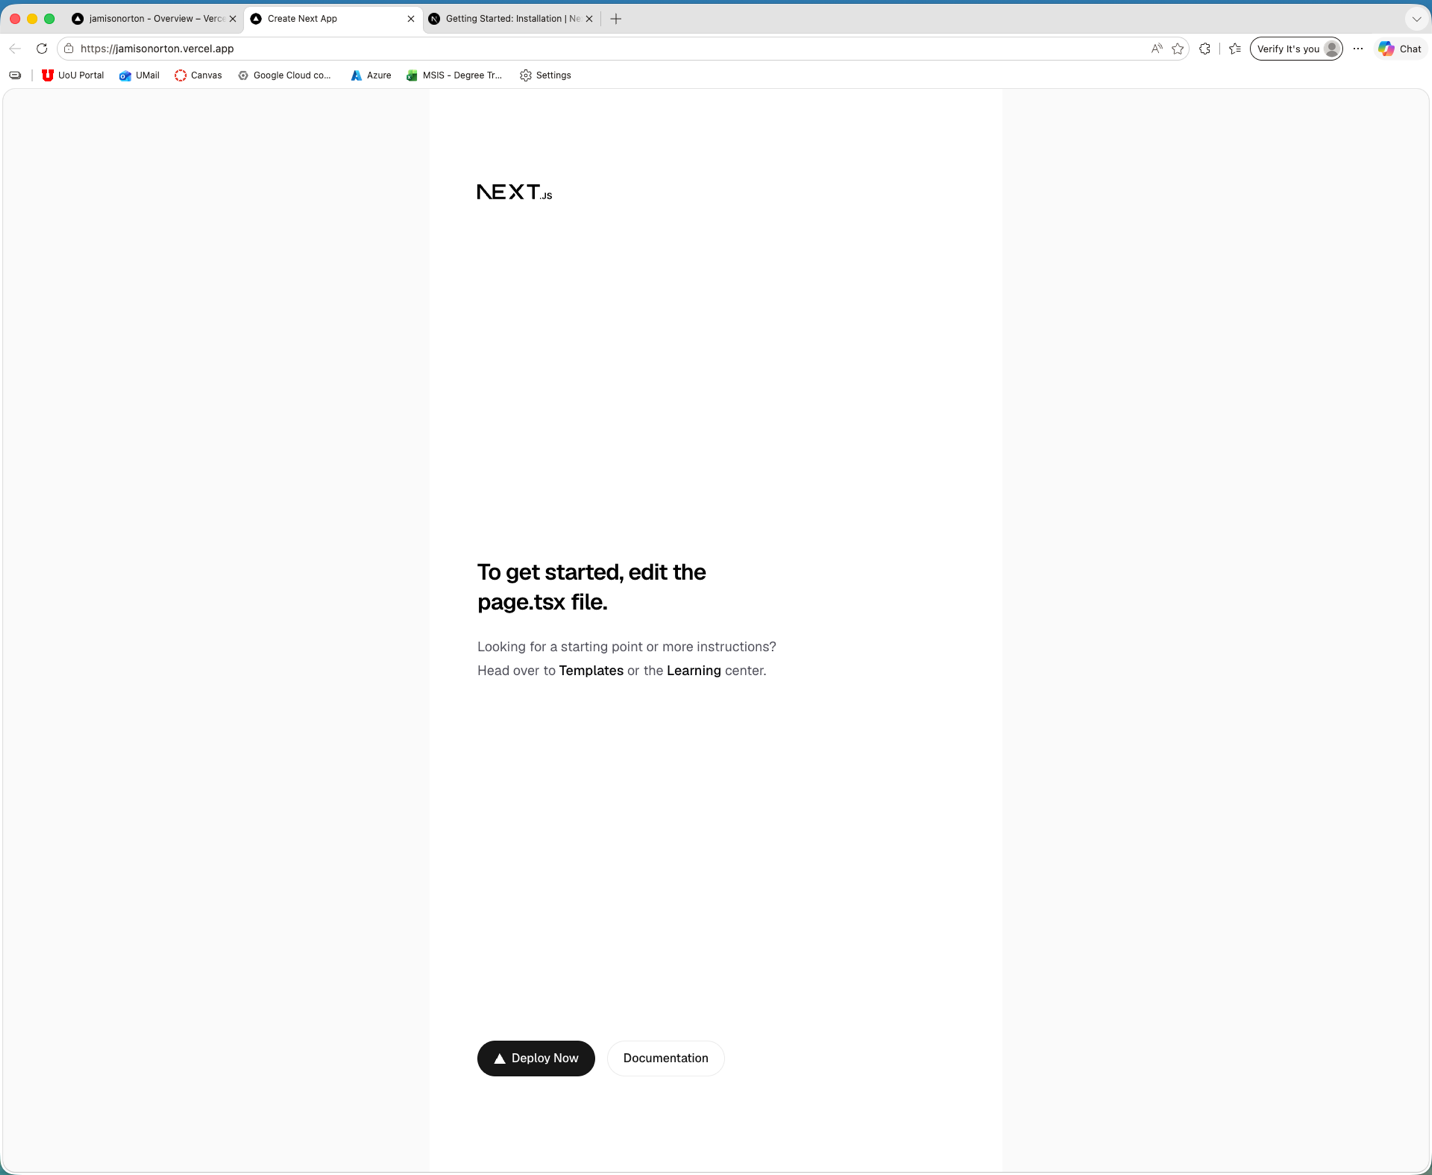 jamisonorton - Overview – Verce
Create Next App
Getting Started: Installation | Ne
https://jamisonorton.vercel.app
Verify It's you
Chat
UoU Portal
UMail
Canvas
Google Cloud co...
Azure
MSIS - Degree Tr...
Settings
NEXT.JS
To get started, edit the
page.tsx file.
Looking for a starting point or more instructions?
Head over to Templates or the Learning center.
Deploy Now
Documentation